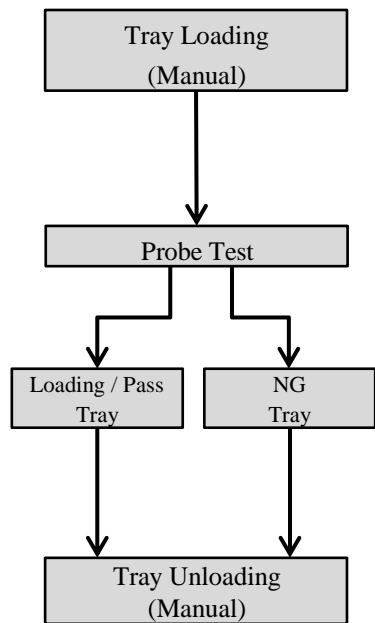 Tray Loading
(Manual)
Probe Test
Loading / Pass
Tray
NG
Tray
Tray Unloading
(Manual)